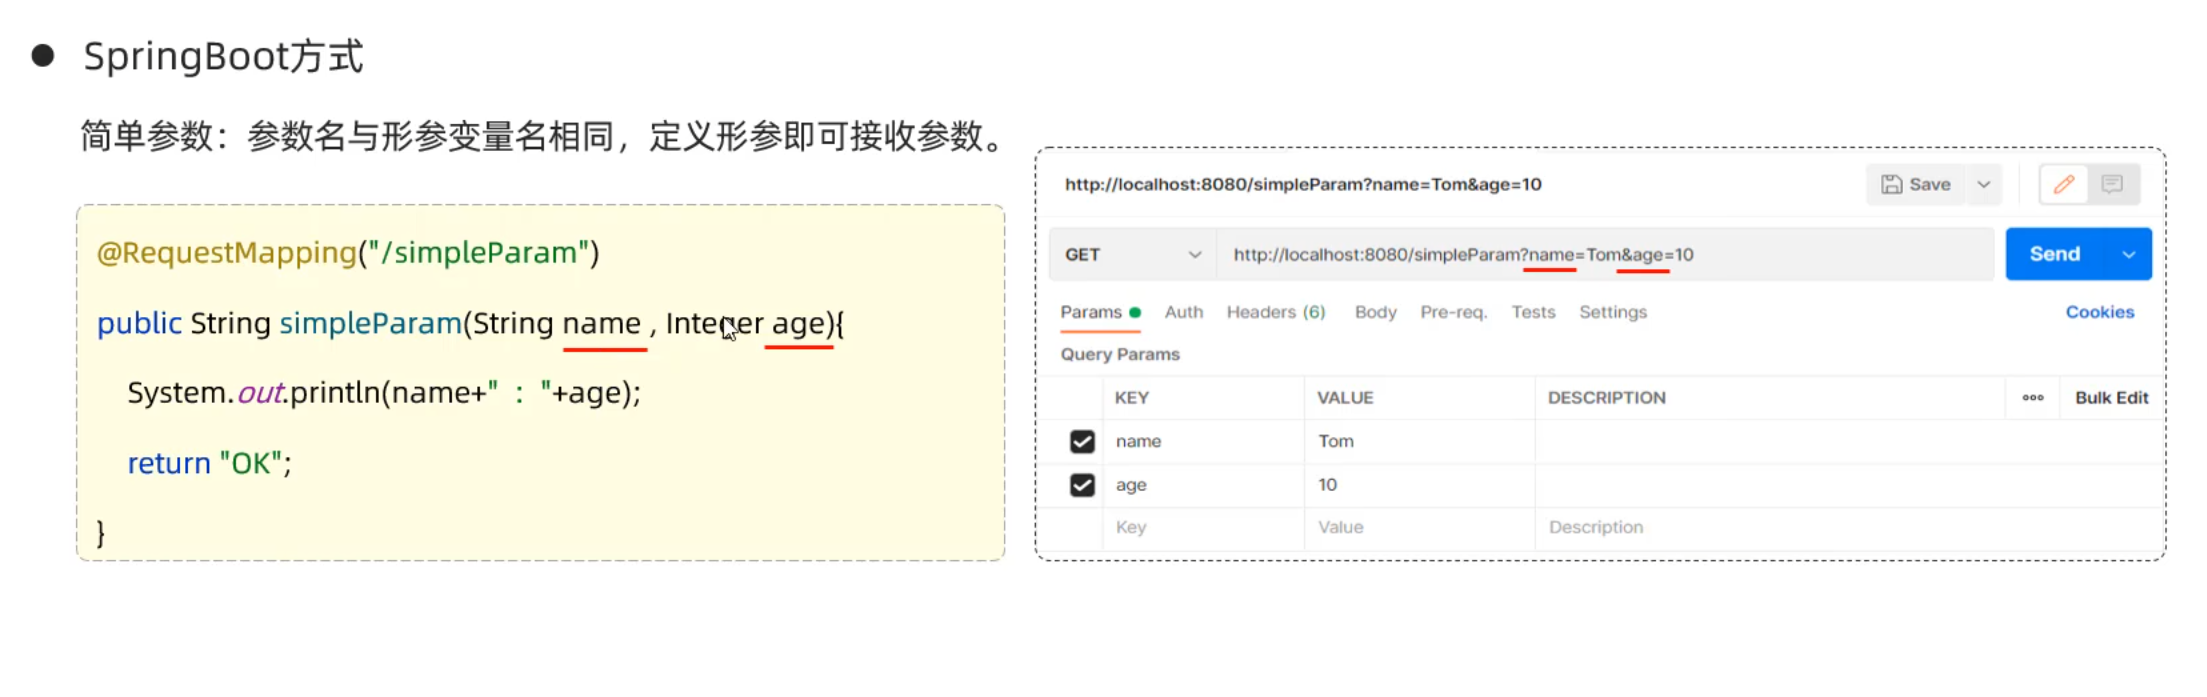 SpringBoot方式
简单参数：参数名与形参变量名相同，定义形参即可接收参数。
@RequestMapping("/simpleParam")
public String simpleParam(String name , Integer age){
System.out.println(name+" : "+age);
return "OK";
}
http://localhost:8080/simpleParam?name=Tom&age=10
Save
GET http://localhost:8080/simpleParam?name=Tom&age=10 Send
Params Auth Headers (6) Body Pre-req. Tests Settings Cookies
Query Params
KEY VALUE DESCRIPTION ooo Bulk Edit
name Tom
age 10
Key Value Description